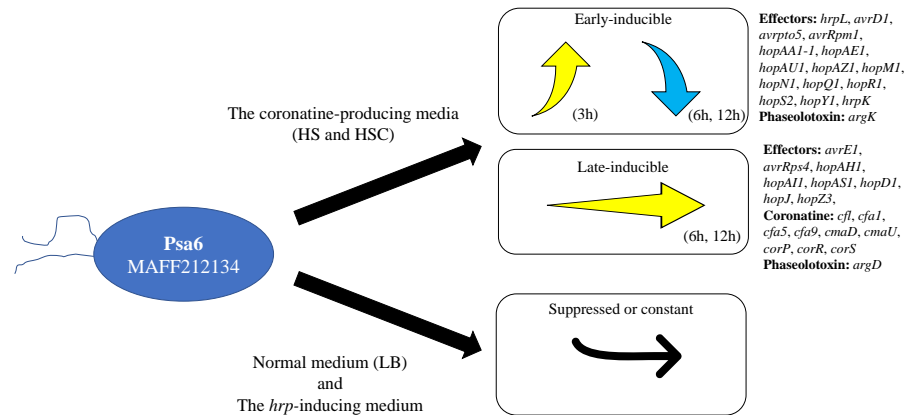 Early-inducible
(3h)
(6h, 12h)
Effectors: hrpL, avrD1,
avrpto5, avrRpm1,
hopAA1-1, hopAE1,
hopAU1, hopAZ1, hopM1,
hopN1, hopQ1, hopR1,
hopS2, hopY1, hrpK
Phaseolotoxin: argK
The coronatine-producing media
(HS and HSC)
Late-inducible
(6h, 12h)
Effectors: avrE1,
avrRps4, hopAH1,
hopAI1, hopAS1, hopD1,
hopJ, hopZ3,
Coronatine: cfl, cfa1,
cfa5, cfa9, cmaD, cmaU,
corP, corR, corS
Phaseolotoxin: argD
Psa6
MAFF212134
Suppressed or constant
Normal medium (LB)
and
The hrp-inducing medium